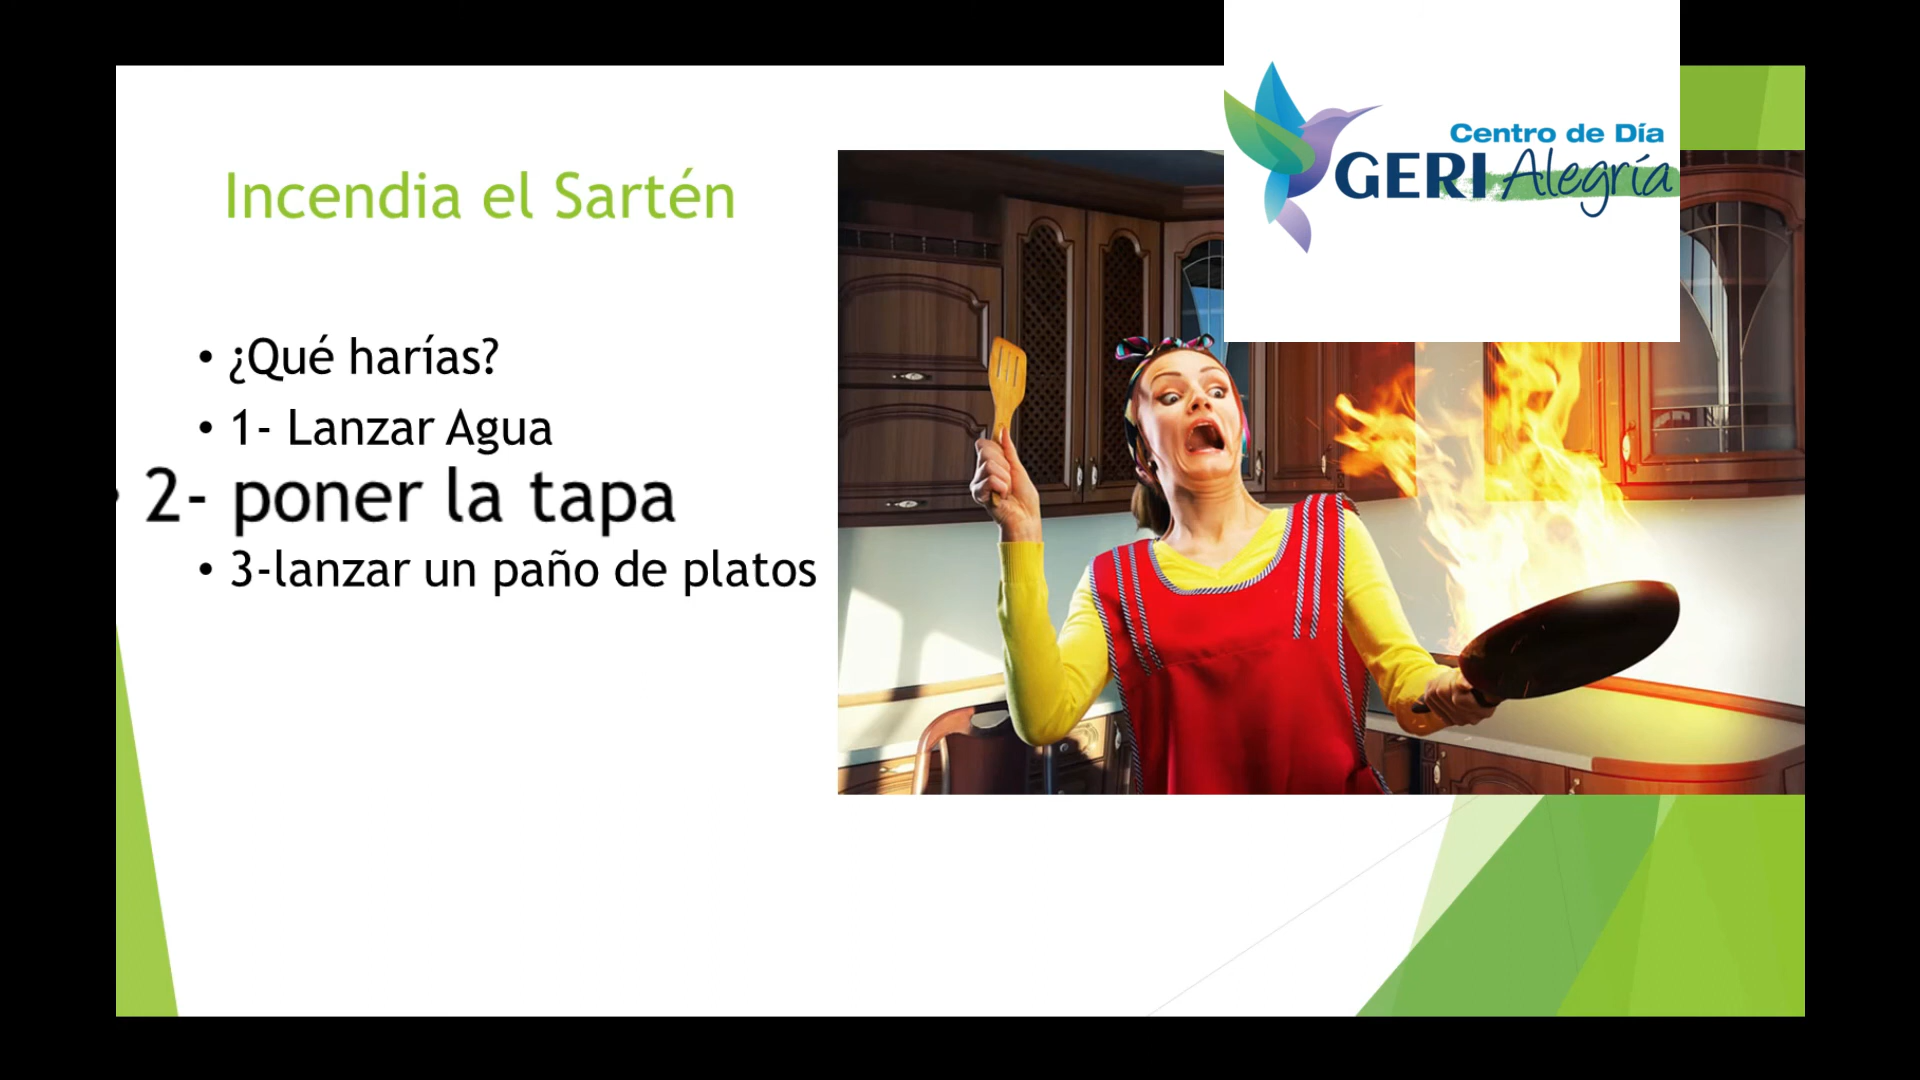 Centro de Día
GERI Alegría
Incendia el Sartén
• ¿Qué harías?
• 1- Lanzar Agua
• 2- poner la tapa
• 3-lanzar un paño de platos